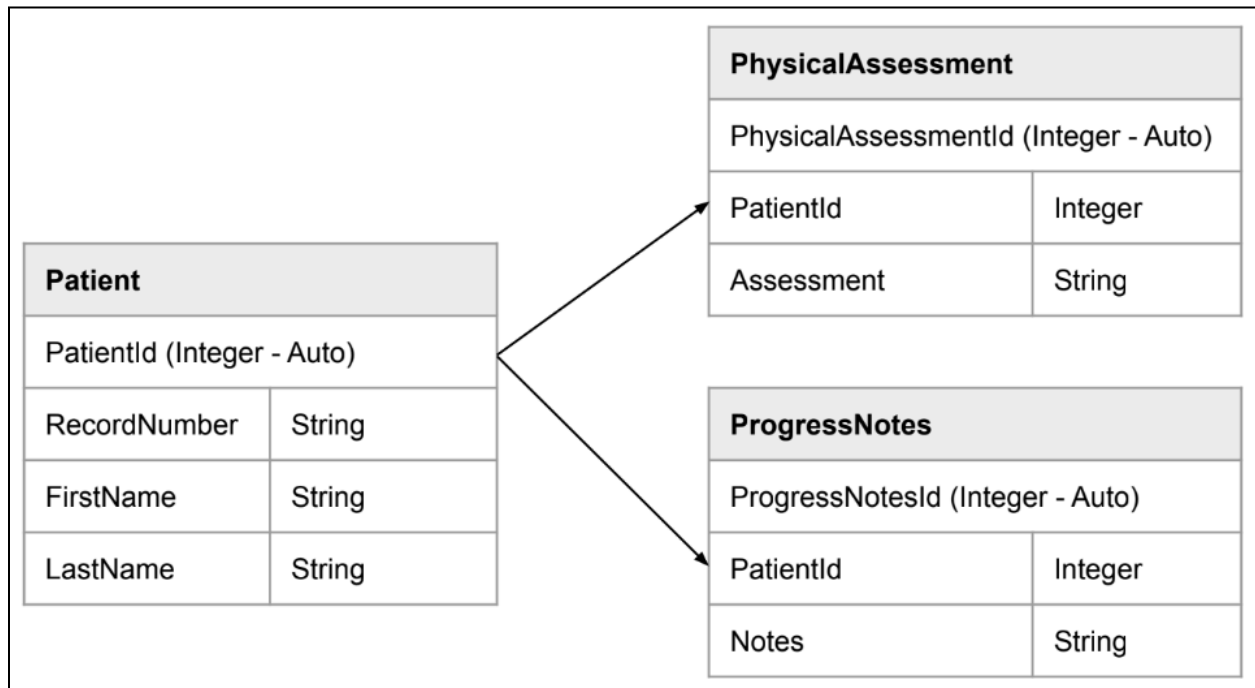 Patient
PatientId (Integer - Auto)
RecordNumber String
FirstName String
LastName String
PhysicalAssessment
PhysicalAssessmentId (Integer - Auto)
PatientId Integer
Assessment String
ProgressNotes
ProgressNotesId (Integer - Auto)
PatientId Integer
Notes String